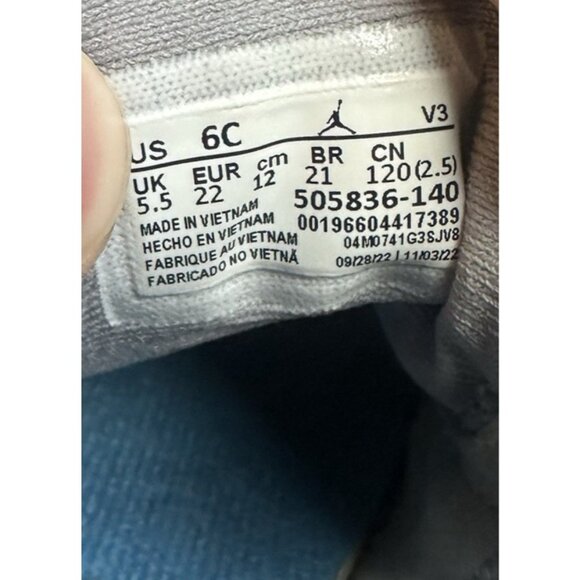 US 6C V3
UK EUR cm BR CN
5.5 22 12 21 120(2.5)
MADE IN VIETNAM 505836-140
HECHO EN VIETNAM 00196604417389
FABRIQUE AU VIETNAM 04M0741G3SJV8
FABRICADO NO VIETNÃ 09/28/22 | 11/03/22